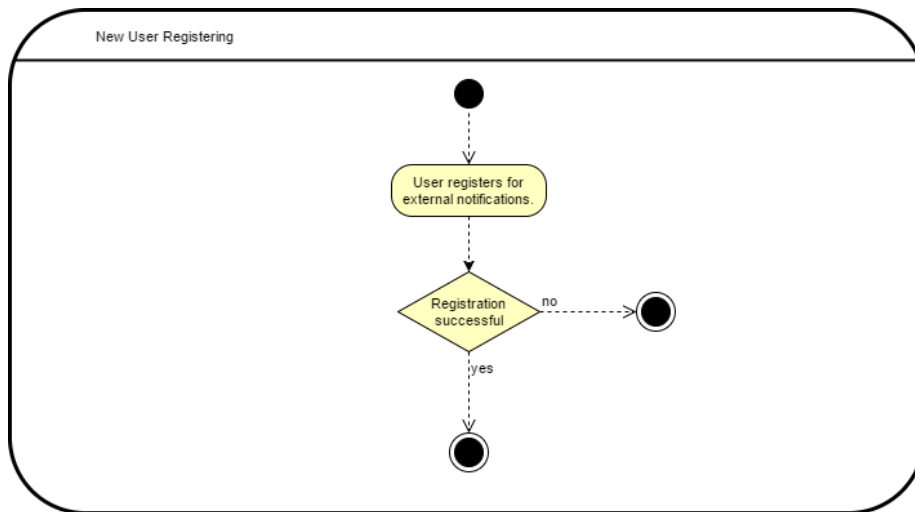 New User Registering
User registers for
external notifications.
Registration
successful
no
yes